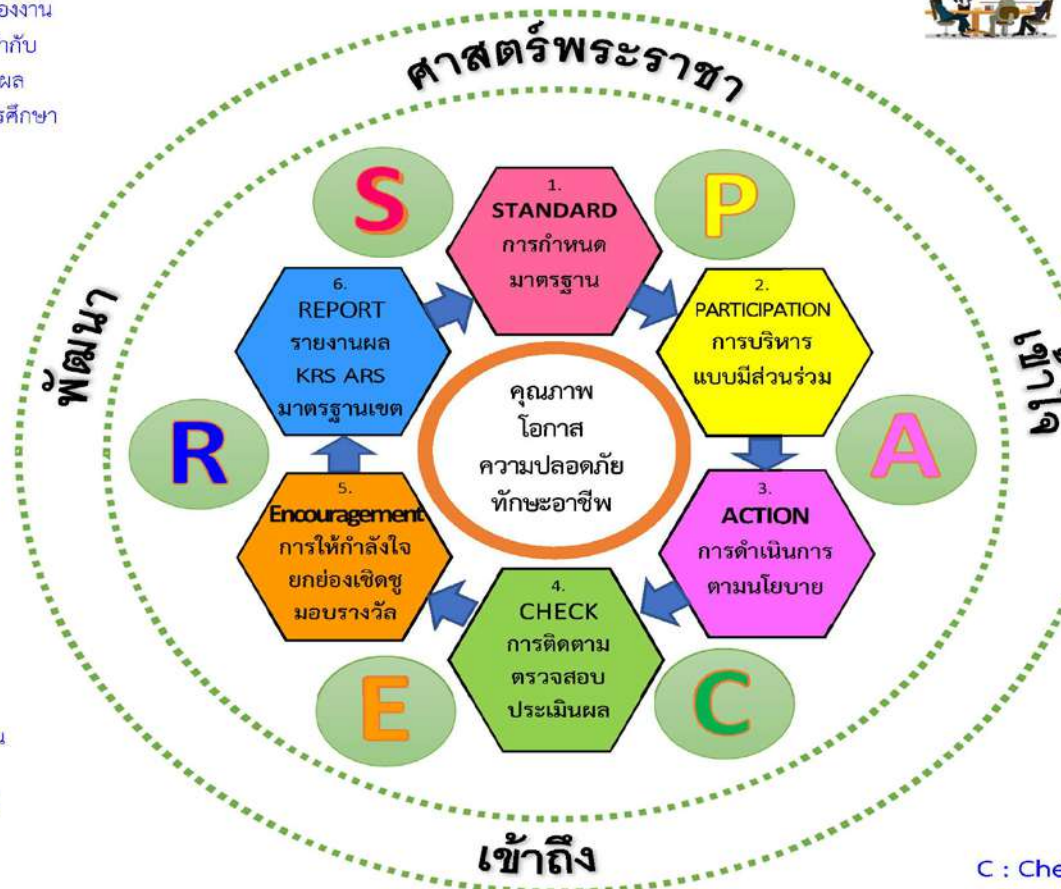 ศาสตร์พระราชา
S
P
1.
STANDARD
การกำหนด
มาตรฐาน
6.
REPORT
รายงานผล
KRS ARS
มาตรฐานเขต
2.
PARTICIPATION
การบริหาร
แบบมีส่วนร่วม
พัฒนา
เข้าใจ
คุณภาพ
โอกาส
ความปลอดภัย
ทักษะอาชีพ
R
A
5.
Encouragement
การให้กำลังใจ
ยกย่องเชิดชู
มอบรางวัล
3.
ACTION
การดำเนินการ
ตามนโยบาย
4.
CHECK
การติดตาม
ตรวจสอบ
ประเมินผล
E
C
เข้าถึง
C : Che